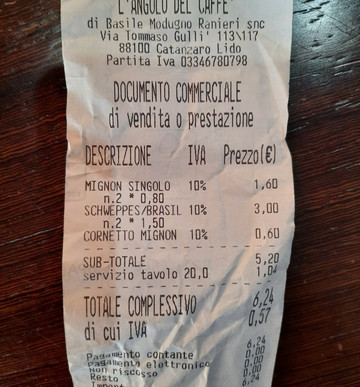 L'ANGOLO DEL CAFFE'
di Basile Modugno Ranieri snc
Via Tommaso Gulli' 113\117
88100 Catanzaro Lido
Partita Iva 03346780798
DOCUMENTO COMMERCIALE
di vendita o prestazione
DESCRIZIONE IVA Prezzo(€)
MIGNON SINGOLO 10% 1,60
n.2 * 0,80
SCHWEPPES/BRASIL 10% 3,00
n.2 * 1,50
CORNETTO MIGNON 10% 0,60
SUB-TOTALE 5,20
servizio tavolo 20,0 1,04
TOTALE COMPLESSIVO 6,24
di cui IVA 0,57
Pagamento contante 6,24
Pagamento elettronico 0,00
Non riscosso 0,00
Resto 0,00
6,24